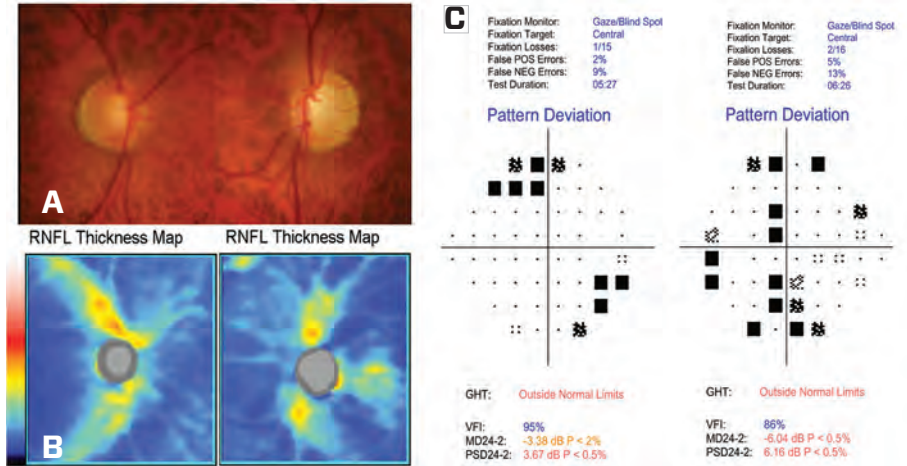 A
RNFL Thickness Map
RNFL Thickness Map
B
C
Fixation Monitor: Gaze/Blind Spot
Fixation Target: Central
Fixation Losses: 1/15
False POS Errors: 2%
False NEG Errors: 9%
Test Duration: 05:27
Pattern Deviation
GHT: Outside Normal Limits
VFI: 95%
MD24-2: -3.38 dB P < 2%
PSD24-2: 3.67 dB P < 0.5%
Fixation Monitor: Gaze/Blind Spot
Fixation Target: Central
Fixation Losses: 2/16
False POS Errors: 5%
False NEG Errors: 13%
Test Duration: 06:26
Pattern Deviation
GHT: Outside Normal Limits
VFI: 86%
MD24-2: -6.04 dB P < 0.5%
PSD24-2: 6.16 dB P < 0.5%